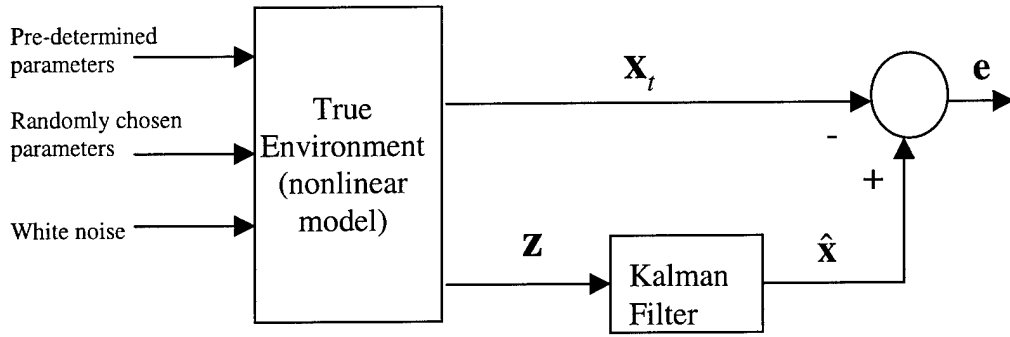 Pre-determined
parameters
Randomly chosen
parameters
White noise
True
Environment
(nonlinear
model)
x_t
-
+
e
z
Kalman
Filter
x̂